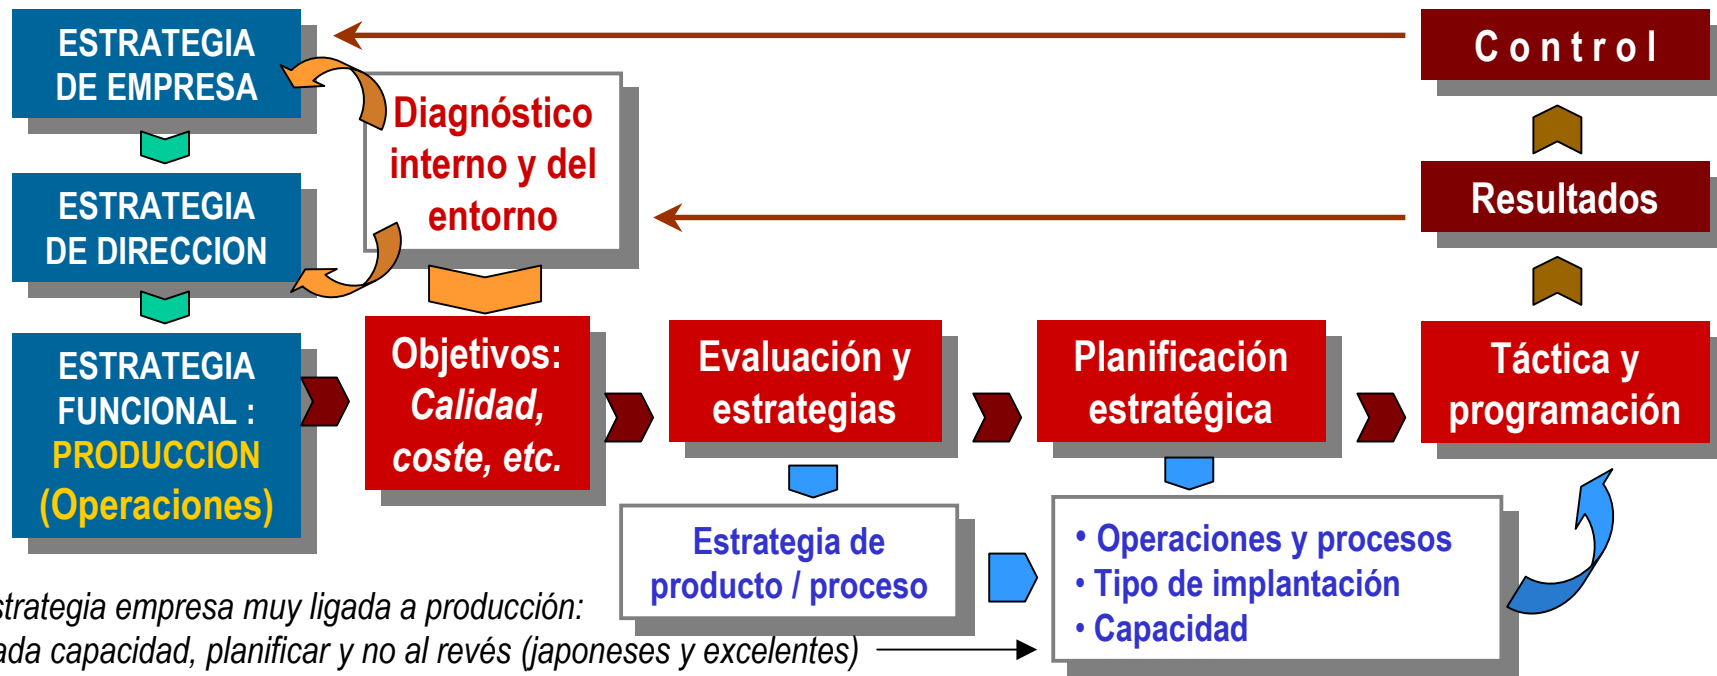 ESTRATEGIA
DE EMPRESA
Diagnóstico
interno y del
entorno
C o n t r o l
ESTRATEGIA
DE DIRECCION
Resultados
ESTRATEGIA
FUNCIONAL :
PRODUCCION
(Operaciones)
Objetivos:
Calidad,
coste, etc.
Evaluación y
estrategias
Planificación
estratégica
Táctica y
programación
Estrategia de
producto / proceso
• Operaciones y procesos
• Tipo de implantación
• Capacidad
strategia empresa muy ligada a producción:
ada capacidad, planificar y no al revés (japoneses y excelentes)